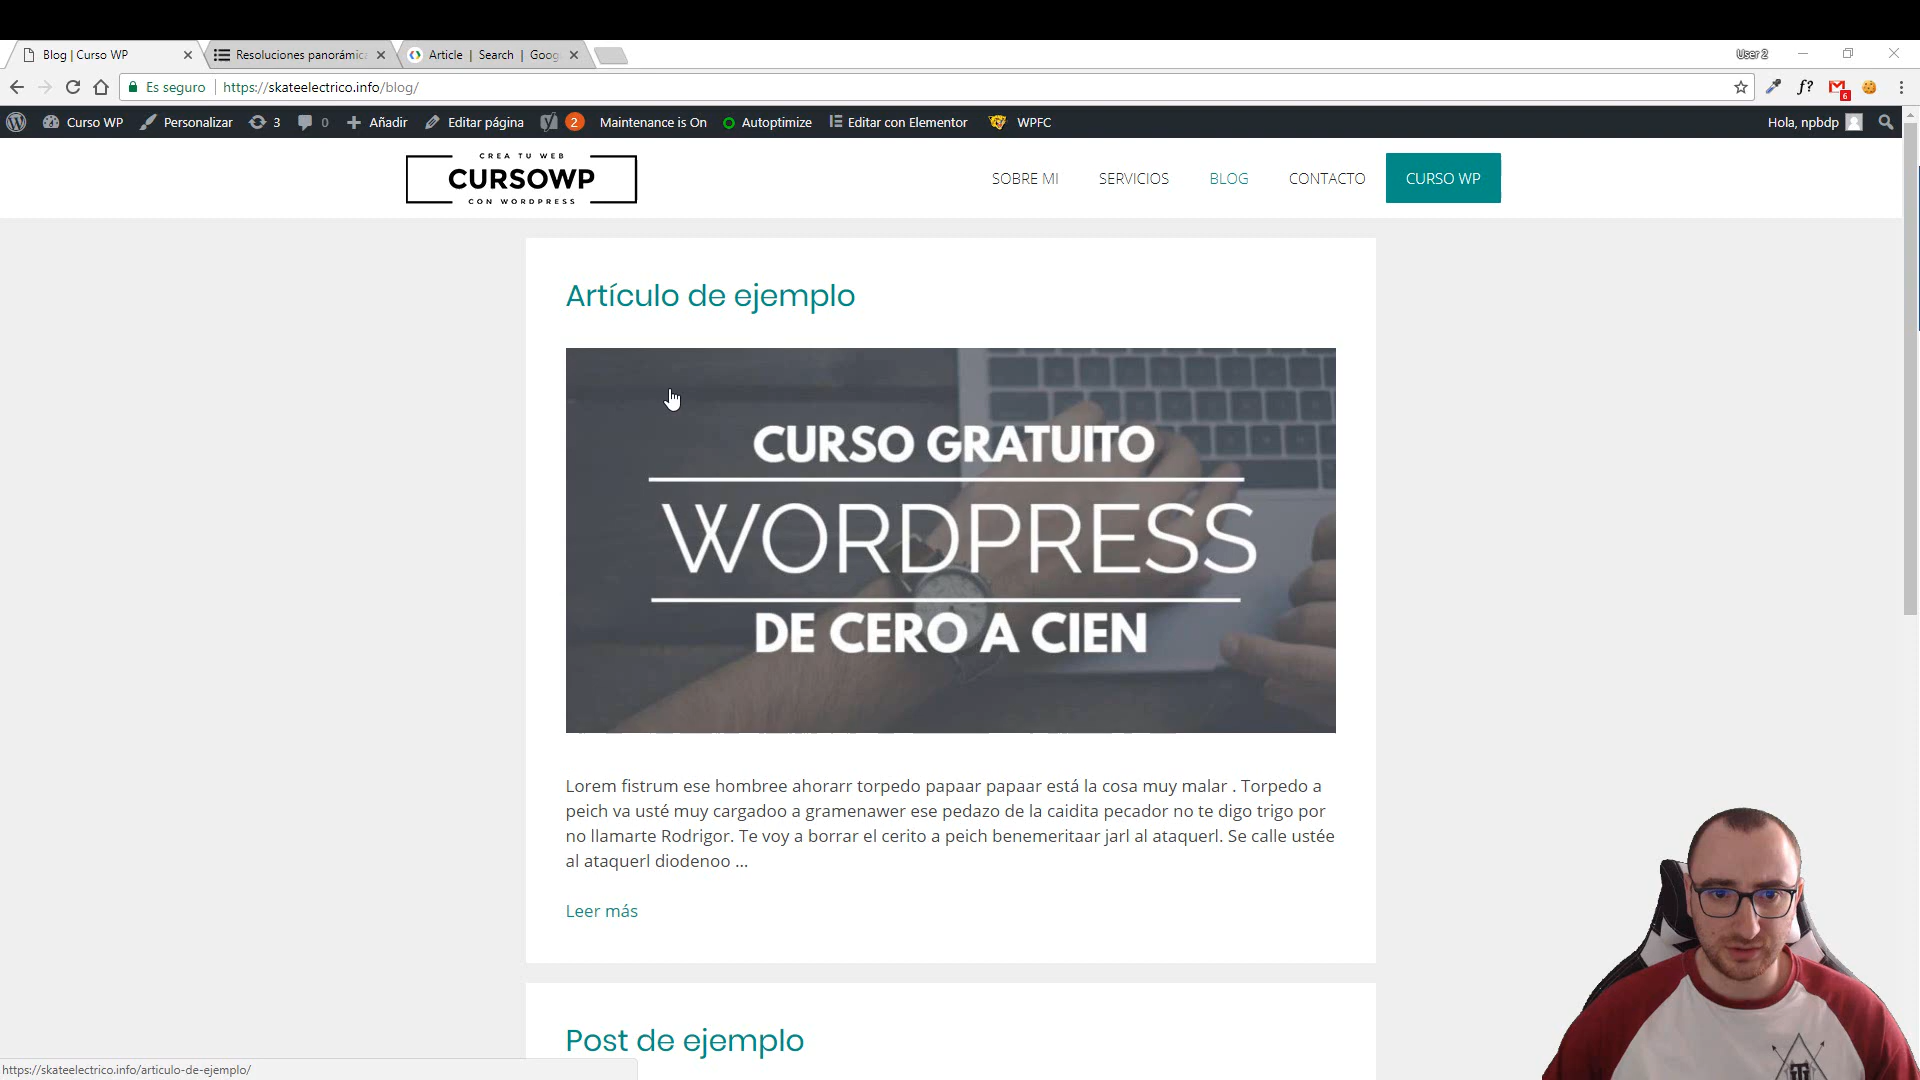 Blog | Curso WP
Resoluciones panorámic
Article | Search | Goog
User 2
Es seguro
https://skateelectrico.info/blog/
f?
6
Curso WP
Personalizar
3
0
Añadir
Editar página
2
Maintenance is On
Autoptimize
Editar con Elementor
WPFC
Hola, npbdp
CREA TU WEB
CURSOWP
CON WORDPRESS
SOBRE MI
SERVICIOS
BLOG
CONTACTO
CURSO WP
Artículo de ejemplo
CURSO GRATUITO
WORDPRESS
DE CERO A CIEN
Lorem fistrum ese hombree ahorarr torpedo papaar papaar está la cosa muy malar . Torpedo a
peich va usté muy cargadoo a gramenawer ese pedazo de la caidita pecador no te digo trigo por
no llamarte Rodrigor. Te voy a borrar el cerito a peich benemeritaar jarl al ataquerl. Se calle ustée
al ataquerl diodenoo ...
Leer más
Post de ejemplo
https://skateelectrico.info/articulo-de-ejemplo/